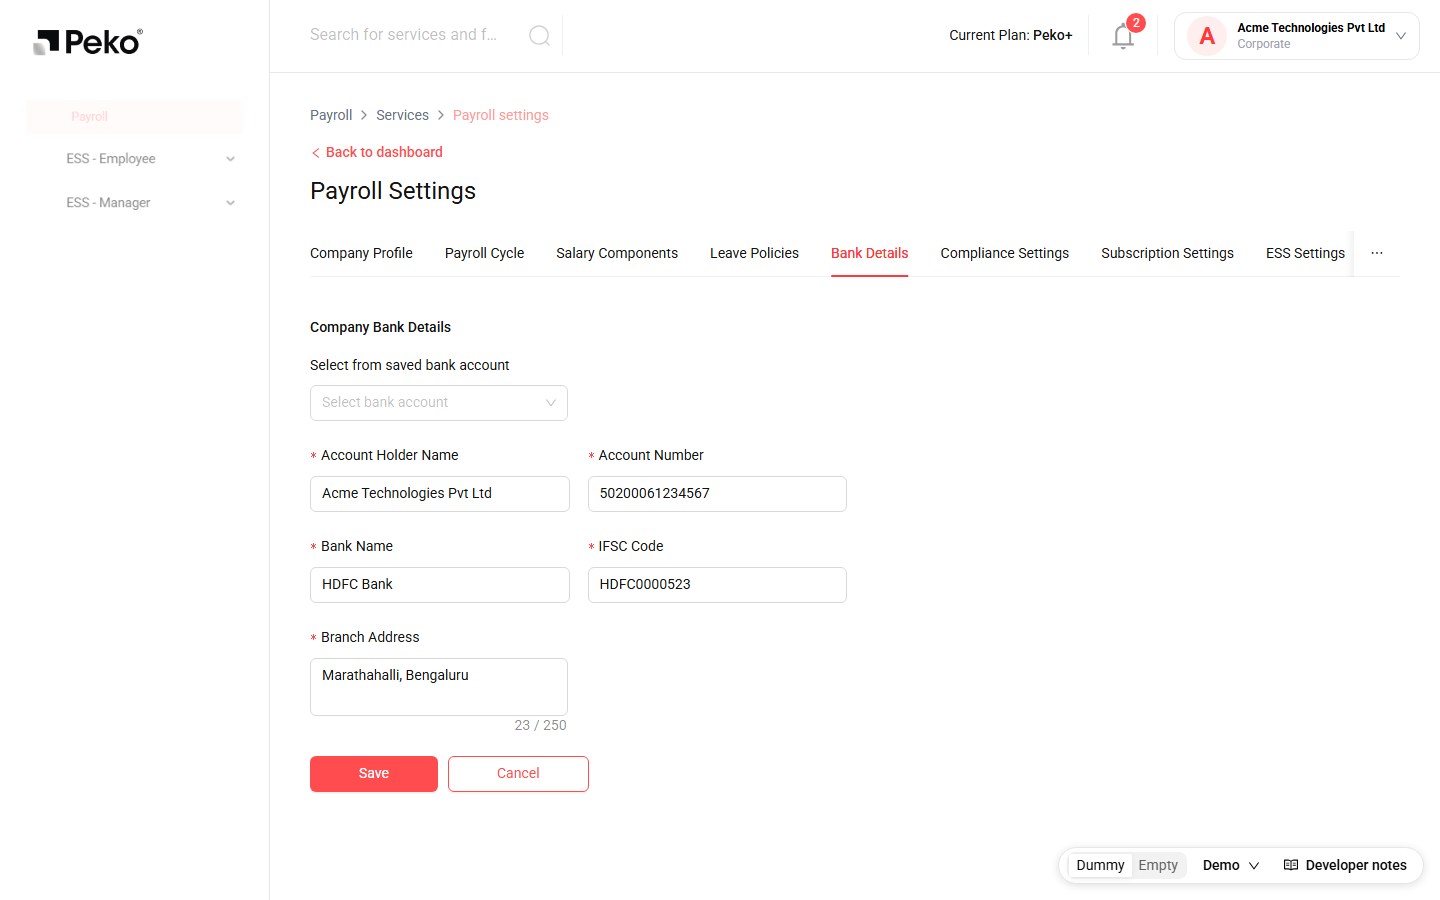 Peko®
Search for services and f...
Current Plan: Peko+
2
A
Acme Technologies Pvt Ltd
Corporate
Payroll
ESS - Employee
ESS - Manager
Payroll > Services > Payroll settings
Back to dashboard
Payroll Settings
Company Profile Payroll Cycle Salary Components Leave Policies Bank Details Compliance Settings Subscription Settings ESS Settings ...
Company Bank Details
Select from saved bank account
Select bank account
* Account Holder Name * Account Number
Acme Technologies Pvt Ltd 50200061234567
* Bank Name * IFSC Code
HDFC Bank HDFC0000523
* Branch Address
Marathahalli, Bengaluru
23 / 250
Save Cancel
Dummy Empty Demo Developer notes